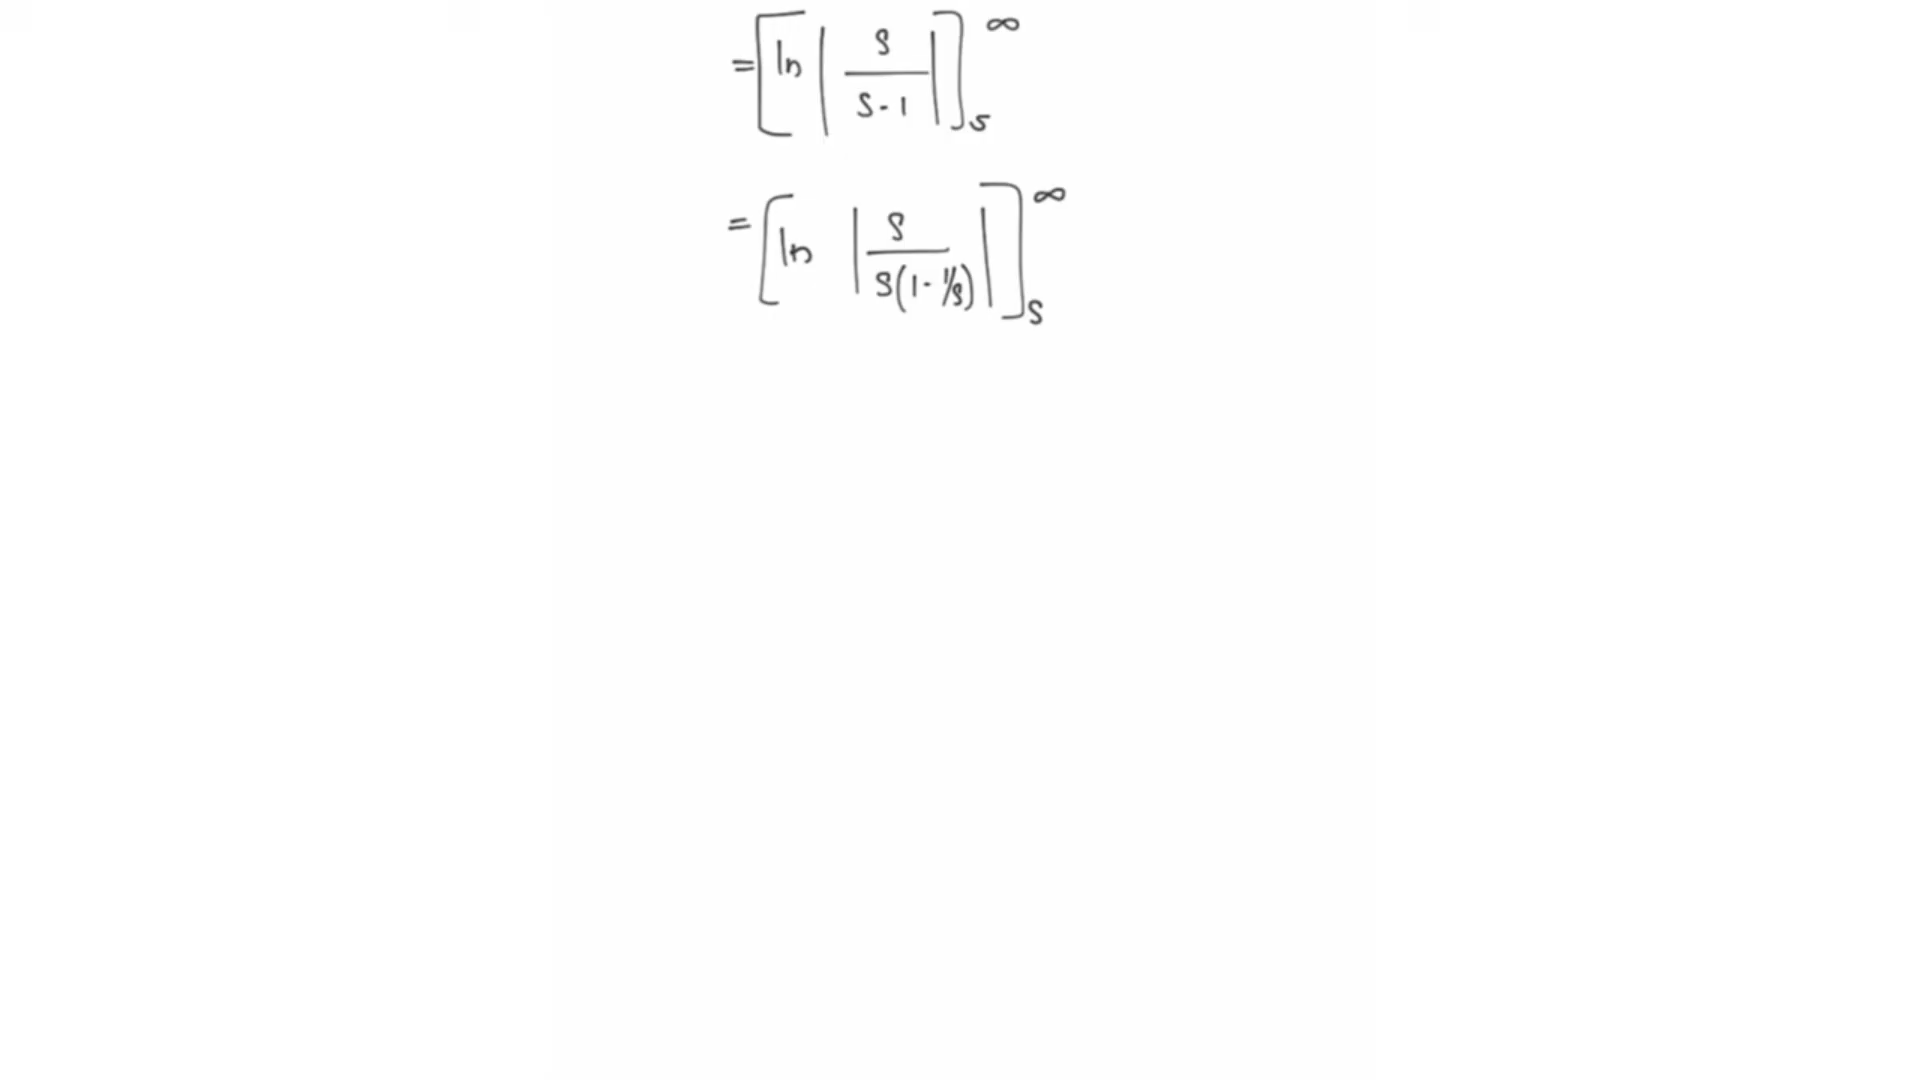 = [ln |s/(s-1)|]_s^∞
= [ln |s/(s(1-1/s))|]_s^∞